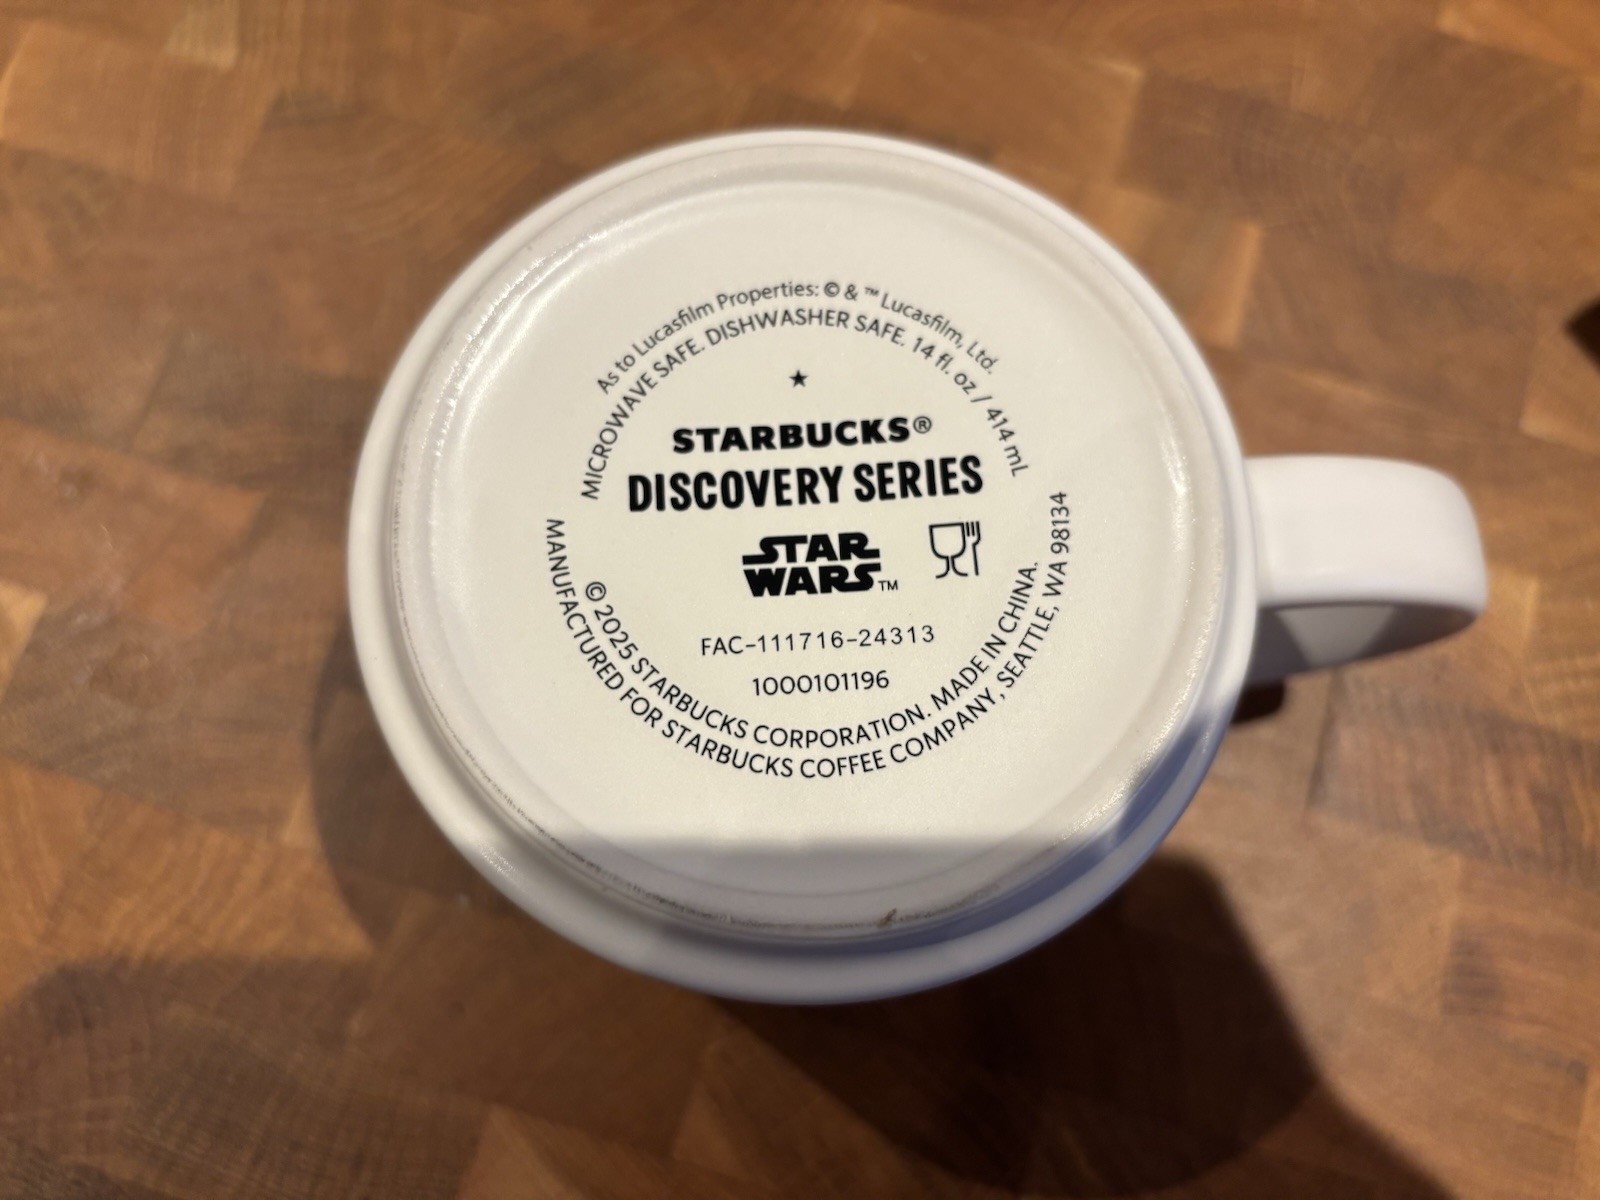 As to Lucasfilm Properties: © & ™ Lucasfilm, Ltd.
MICROWAVE SAFE. DISHWASHER SAFE. 14 fl. oz / 414 mL
STARBUCKS®
DISCOVERY SERIES
STAR
WARS™
FAC-111716-24313
1000101196
© 2025 STARBUCKS CORPORATION. MADE IN CHINA.
MANUFACTURED FOR STARBUCKS COFFEE COMPANY, SEATTLE, WA 98134